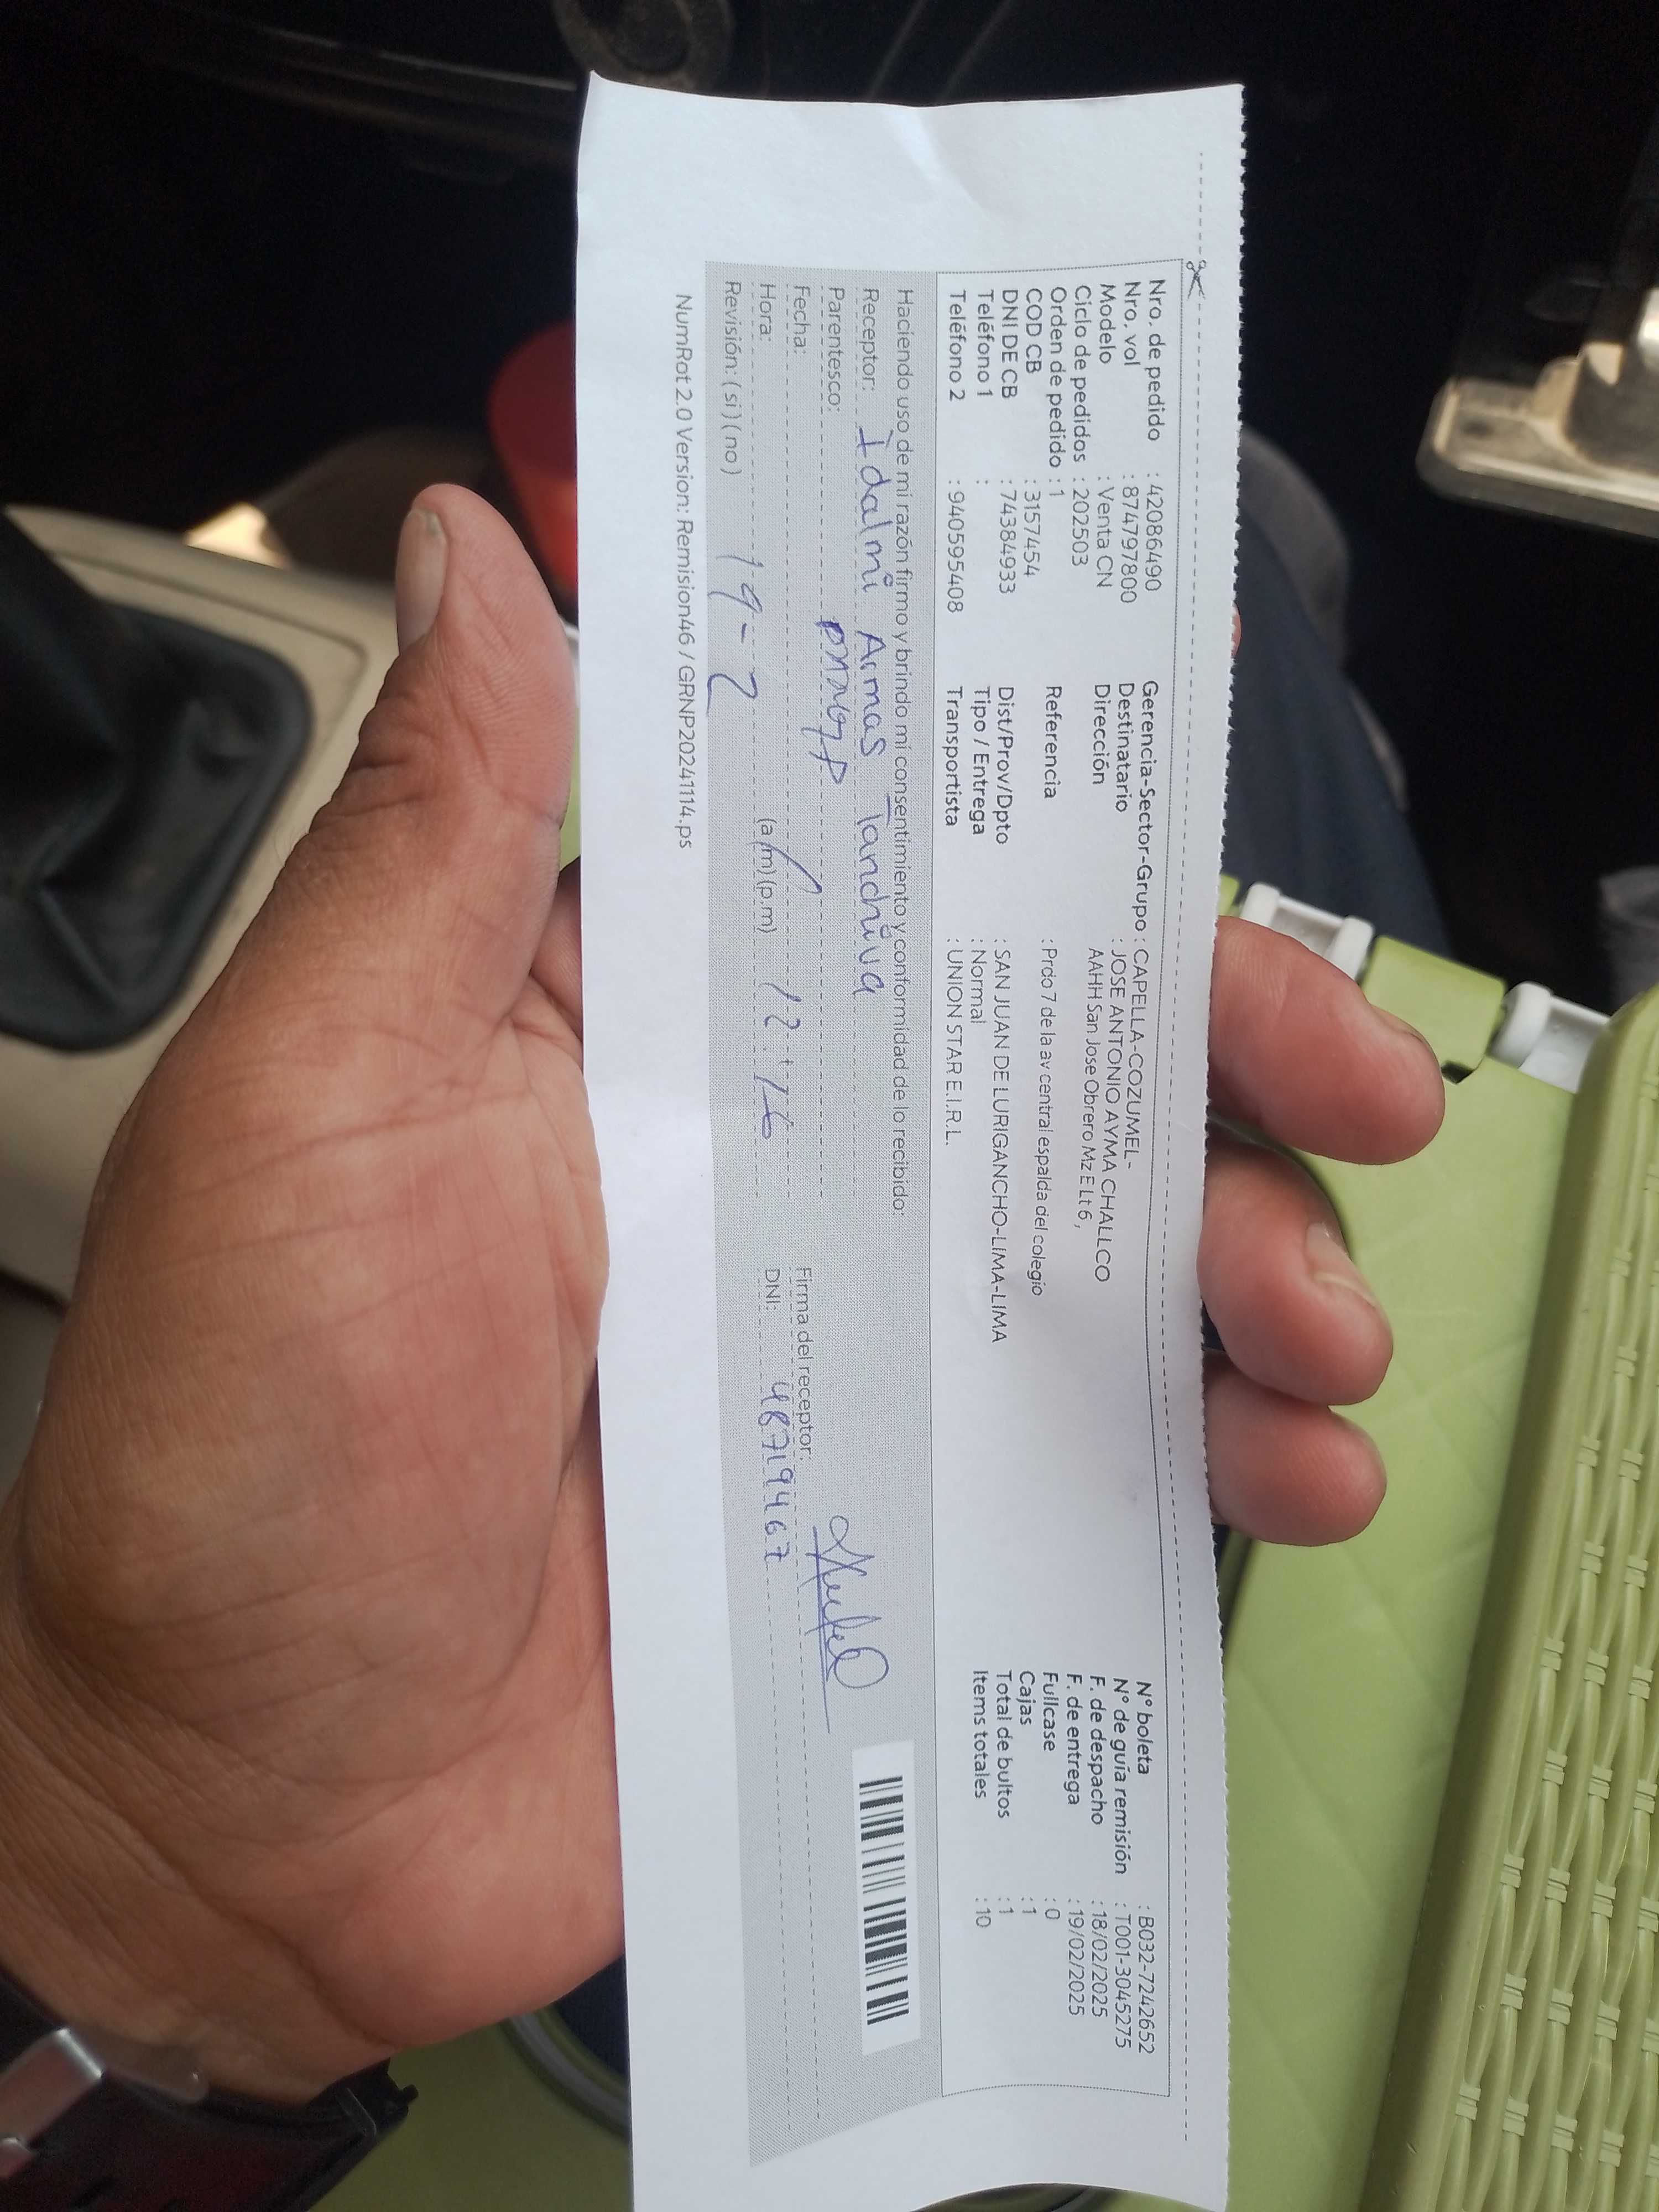 Nro. de pedido : 42086490
Nro. vol : 874797800
Modelo : Venta CN
Ciclo de pedidos : 202503
Orden de pedido : 1
COD CB : 3157454
DNI DE CB : 74384933
Teléfono 1 :
Teléfono 2 : 940595408
Gerencia-Sector-Grupo : CAPELLA-COZUMEL-
Destinatario : JOSE ANTONIO AYMA CHALLCO
Dirección AAHH San Jose Obrero Mz E Lt 6 ,
Referencia : Prdo 7 de la av central espalda del colegio
Dist/Prov/Dpto : SAN JUAN DE LURIGANCHO-LIMA-LIMA
Tipo / Entrega : Normal
Transportista : UNION STAR E.I.R.L.
N° boleta : B032-7242652
N° de guía remisión : T001-3045275
F. de despacho : 18/02/2025
F. de entrega : 19/02/2025
Fullcase : 0
Cajas : 1
Total de bultos : 1
Items totales : 10
Haciendo uso de mi razón firmo y brindo mi consentimiento y conformidad de lo recibido:
Receptor: Idalmi Armas Tanchiva
Parentesco:
Fecha:
Hora: (a.m) (p.m) 12:16
Revisión: ( si ) ( no ) 19-2
Firma del receptor:
DNI: 48719467
NumRot 2.0 Version: Remision46 / GRNP20241114.ps